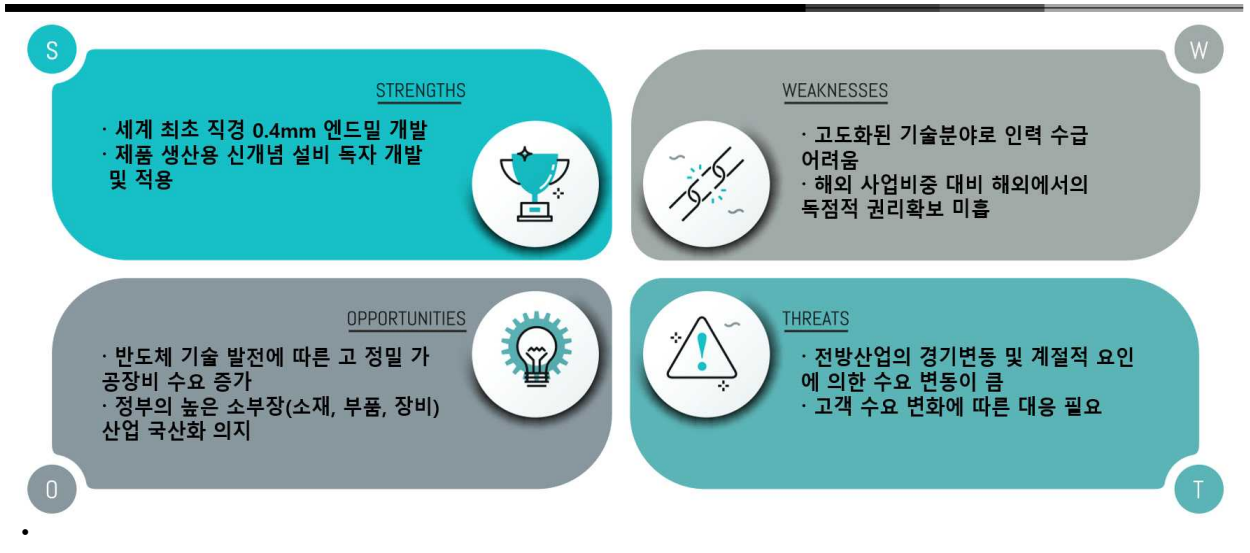 S
STRENGTHS
· 세계 최초 직경 0.4mm 엔드밀 개발
· 제품 생산용 신개념 설비 독자 개발
및 적용
W
WEAKNESSES
· 고도화된 기술분야로 인력 수급
어려움
· 해외 사업비중 대비 해외에서의
독점적 권리확보 미흡
OPPORTUNITIES
· 반도체 기술 발전에 따른 고 정밀 가
공장비 수요 증가
· 정부의 높은 소부장(소재, 부품, 장비)
산업 국산화 의지
O
THREATS
· 전방산업의 경기변동 및 계절적 요인
에 의한 수요 변동이 큼
· 고객 수요 변화에 따른 대응 필요
T